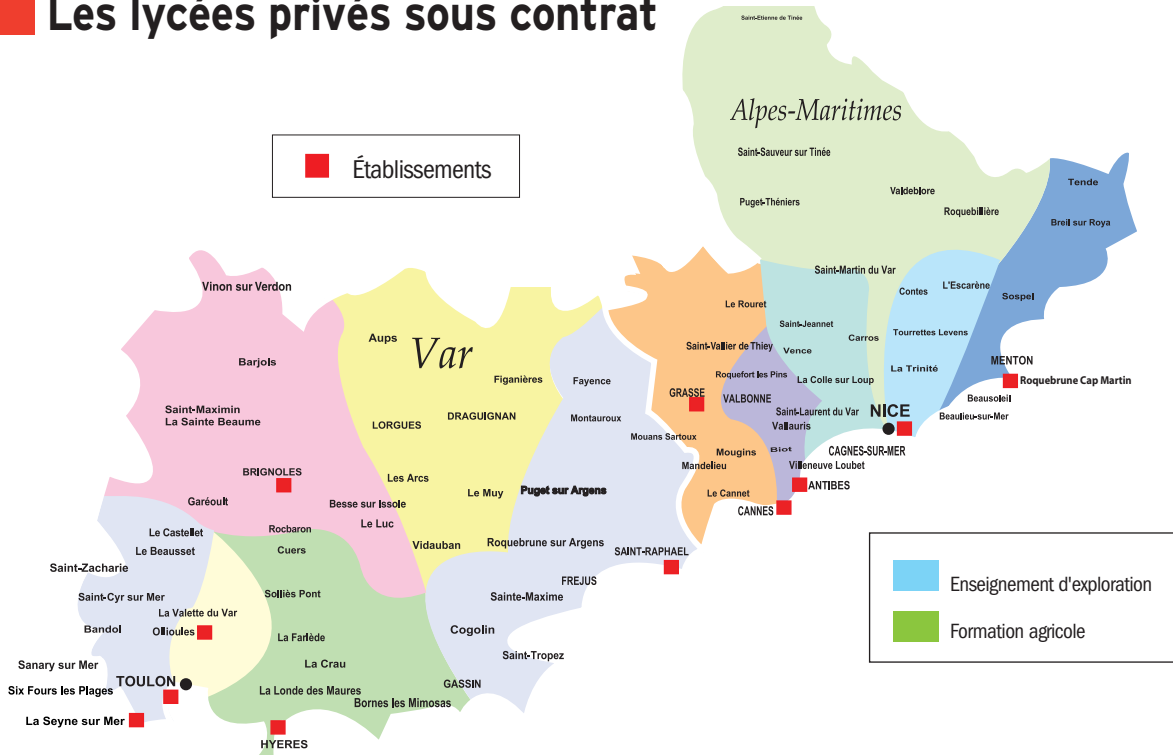 Les lycées privés sous contrat
Saint-Etienne de Tinée
Alpes-Maritimes
Établissements
Saint-Sauveur sur Tinée
Tende
Valdeblore
Puget-Théniers
Roquebillière
Breil sur Roya
Saint-Martin du Var
Vinon sur Verdon
L'Escarène
Contes
Sospel
Le Rouret
Saint-Jeannet
Tourrettes Levens
Aups
Var
Carros
Saint-Vallier de Thiey
Vence
Barjols
MENTON
La Trinité
Roquefort les Pins
Figanières
Fayence
La Colle sur Loup
Roquebrune Cap Martin
GRASSE
VALBONNE
Beausoleil
Saint-Maximin
La Sainte Beaume
DRAGUIGNAN
Montauroux
Saint-Laurent du Var
NICE
Beaulieu-sur-Mer
LORGUES
Vallauris
Mouans Sartoux
Mougins
Biot
CAGNES-SUR-MER
Mandelieu
Villeneuve Loubet
BRIGNOLES
Les Arcs
ANTIBES
Le Muy
Puget sur Argens
Le Cannet
Garéoult
Besse sur Issole
CANNES
Le Luc
Le Castellet
Rocbaron
Le Beausset
Cuers
Vidauban
Roquebrune sur Argens
SAINT-RAPHAEL
Saint-Zacharie
FREJUS
Enseignement d'exploration
Saint-Cyr sur Mer
Solliès Pont
Sainte-Maxime
La Valette du Var
Bandol
Ollioules
La Farlède
Cogolin
Formation agricole
Saint-Tropez
Sanary sur Mer
La Crau
TOULON
GASSIN
Six Fours les Plages
La Londe des Maures
Bornes les Mimosas
La Seyne sur Mer
HYERES